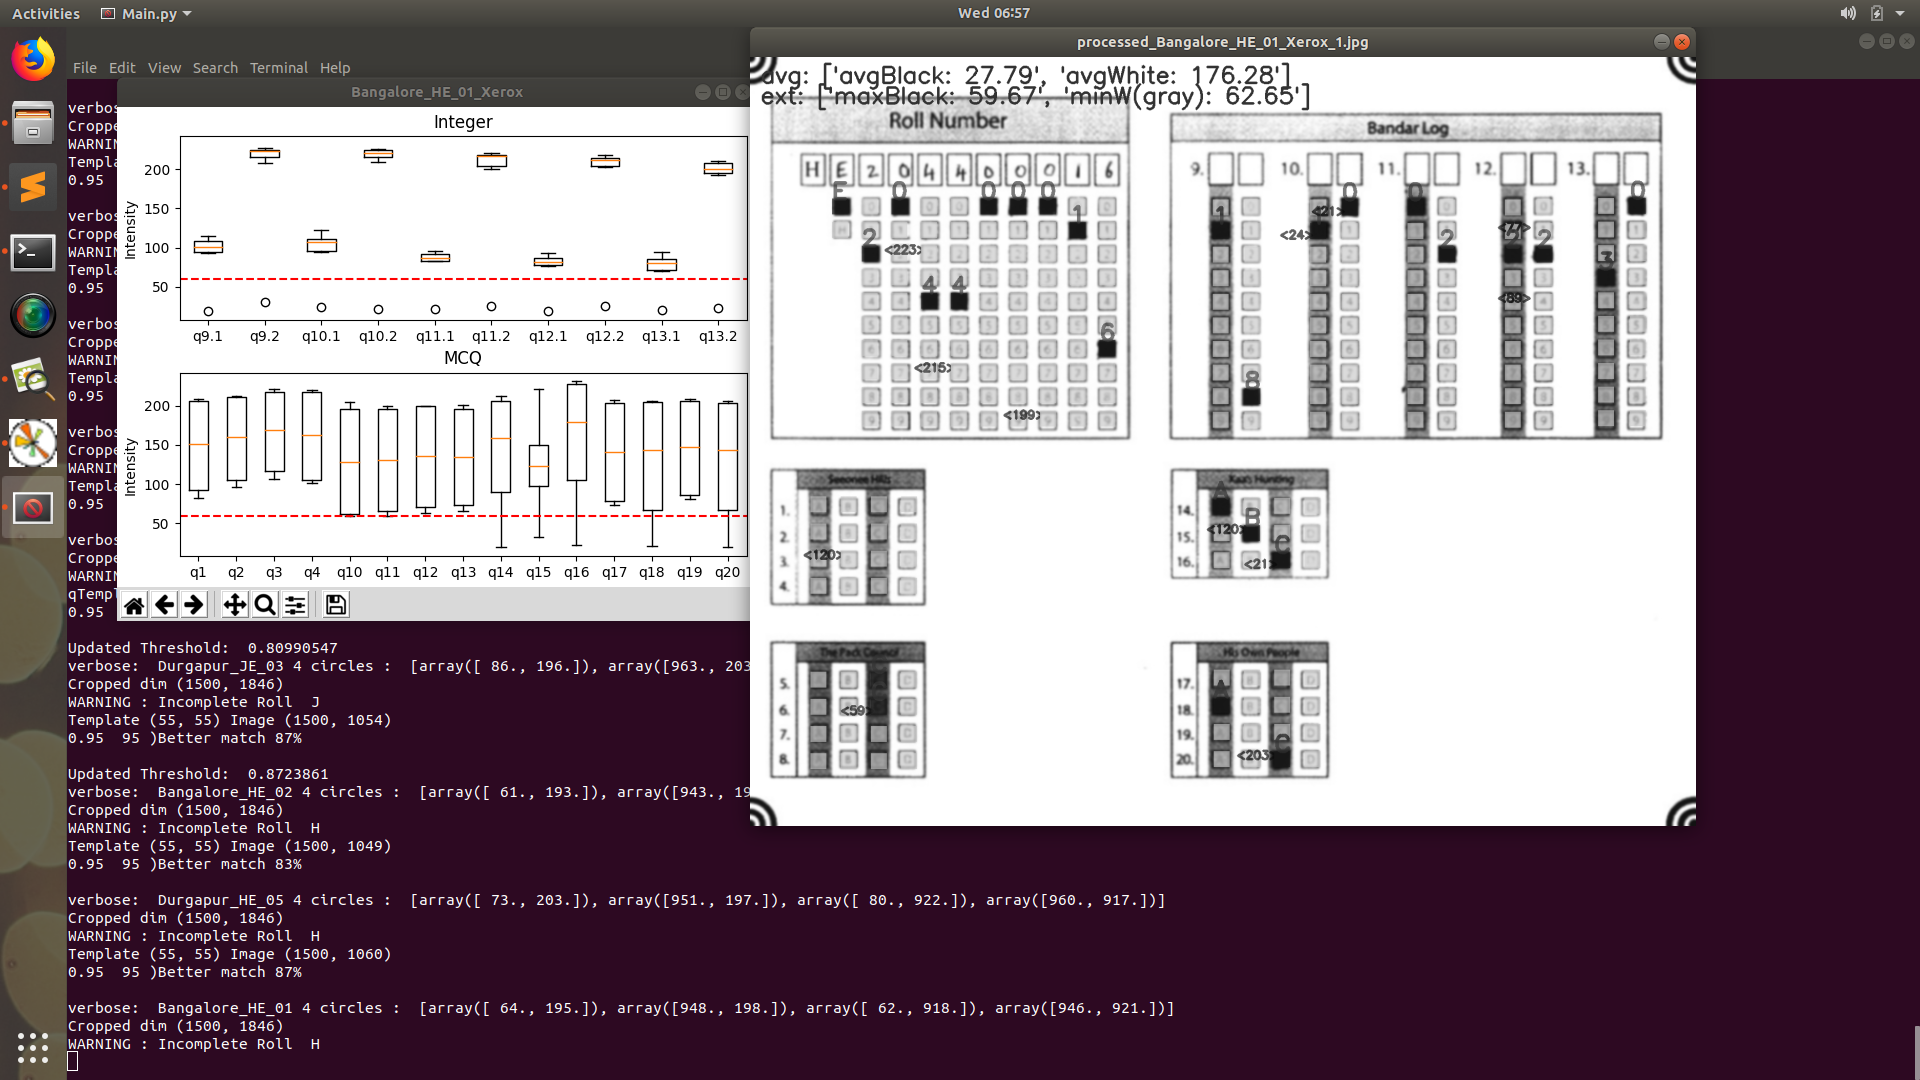 Activities
Main.py
Wed 06:57
File Edit View Search Terminal Help
Bangalore_HE_01_Xerox
Integer
Intensity
200
150
100
50
q9.1 q9.2 q10.1 q10.2 q11.1 q11.2 q12.1 q12.2 q13.1 q13.2
MCQ
Intensity
200
150
100
50
q1 q2 q3 q4 q10 q11 q12 q13 q14 q15 q16 q17 q18 q19 q20
verbos
Croppe
WARNIN
Templa
0.95
verbos
Croppe
WARNIN
Templa
0.95
verbos
Croppe
WARNIN
Templa
0.95
verbos
Croppe
WARNIN
Templa
0.95
verbos
Croppe
WARNIN
qTempl
0.95
Updated Threshold:  0.80990547
verbose:  Durgapur_JE_03 4 circles :  [array([ 86., 196.]), array([963., 203
Cropped dim (1500, 1846)
WARNING : Incomplete Roll  J
Template (55, 55) Image (1500, 1054)
0.95  95 )Better match 87%
Updated Threshold:  0.8723861
verbose:  Bangalore_HE_02 4 circles :  [array([ 61., 193.]), array([943., 19
Cropped dim (1500, 1846)
WARNING : Incomplete Roll  H
Template (55, 55) Image (1500, 1049)
0.95  95 )Better match 83%
verbose:  Durgapur_HE_05 4 circles :  [array([ 73., 203.]), array([951., 197.]), array([ 80., 922.]), array([960., 917.])]
Cropped dim (1500, 1846)
WARNING : Incomplete Roll  H
Template (55, 55) Image (1500, 1060)
0.95  95 )Better match 87%
verbose:  Bangalore_HE_01 4 circles :  [array([ 64., 195.]), array([948., 198.]), array([ 62., 918.]), array([946., 921.])]
Cropped dim (1500, 1846)
WARNING : Incomplete Roll  H
processed_Bangalore_HE_01_Xerox_1.jpg
avg: ['avgBlack: 27.79', 'avgWhite: 176.28']
ext: ['maxBlack: 59.67', 'minW(gray): 62.65']
Roll Number
H E 2 0 4 4 0 0 0 1 6
E 0 0 0 0 1
2 <223>
4 4
6
<215>
<199>
Bandar Log
9. 10. 11. 12. 13.
1 <21> 0 0 0
<24> <77>
2 2 3
<89>
8
Seeonee Hills
1.
2.
3. <120>
4.
Kaa's Hunting
14. A
15. <120> B
16. <21> C
The Pack Council
5.
6. <59>
7.
8.
His Own People
17.
18. A
19.
20. <203> C